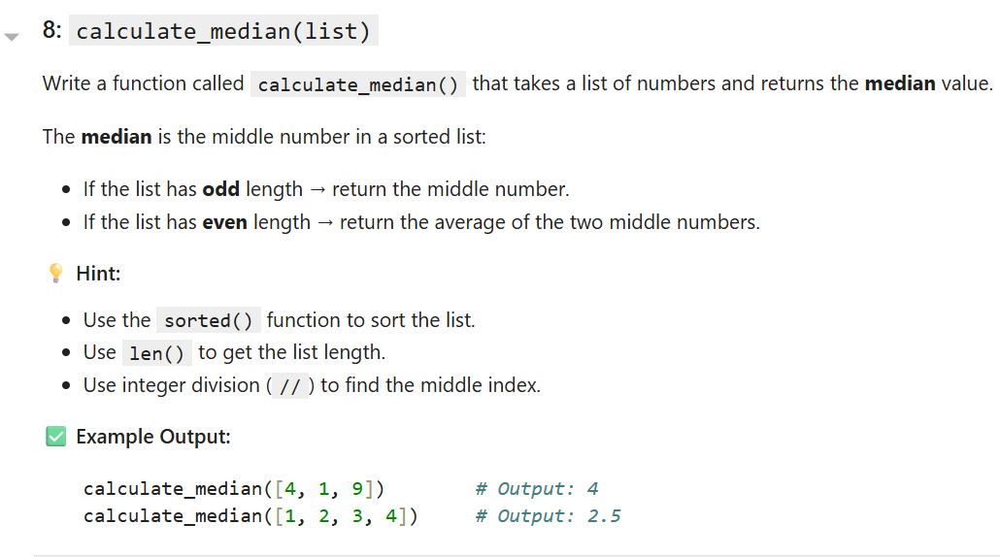 8: calculate_median(list)
Write a function called calculate_median() that takes a list of numbers and returns the median value.
The median is the middle number in a sorted list:
• If the list has odd length → return the middle number.
• If the list has even length → return the average of the two middle numbers.
💡 Hint:
• Use the sorted() function to sort the list.
• Use len() to get the list length.
• Use integer division ( // ) to find the middle index.
✅ Example Output:
calculate_median([4, 1, 9])        # Output: 4
calculate_median([1, 2, 3, 4])     # Output: 2.5